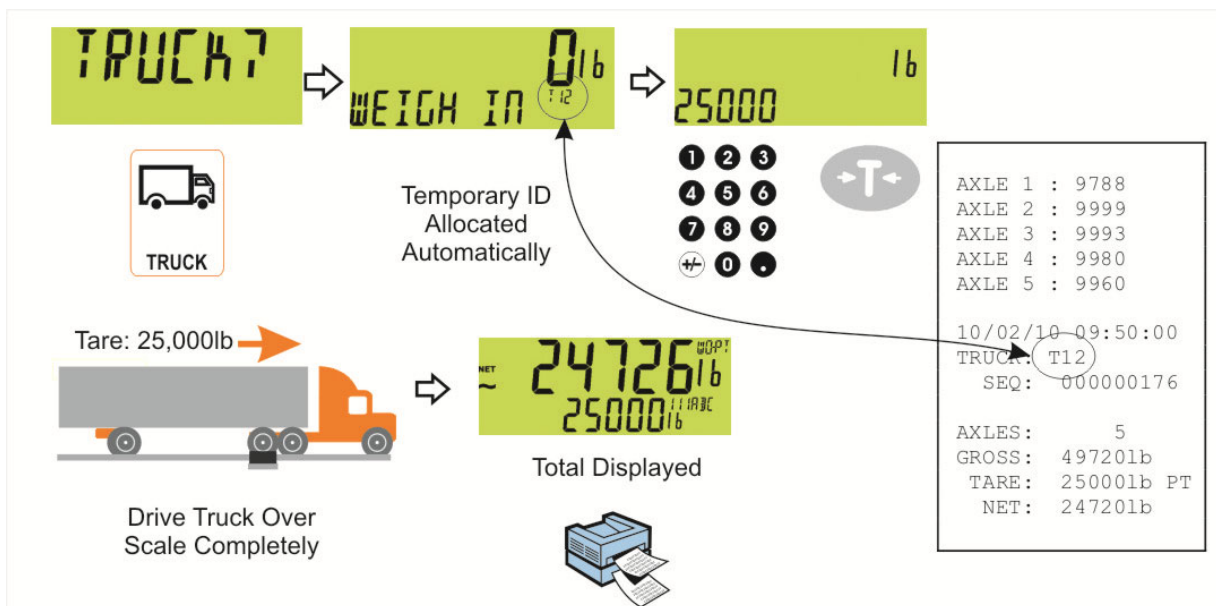 TRUCK?
0lb
WEIGH IN T12
lb
25000
1 2 3
4 5 6
7 8 9
+/- 0 .
T
TRUCK
Temporary ID
Allocated
Automatically
Tare: 25,000lb
Drive Truck Over
Scale Completely
NET ~ 24726lb
25000lb 111ABC
Total Displayed
AXLE 1 : 9788
AXLE 2 : 9999
AXLE 3 : 9993
AXLE 4 : 9980
AXLE 5 : 9960
10/02/10 09:50:00
TRUCK: T12
SEQ: 000000176
AXLES: 5
GROSS: 49720lb
TARE: 25000lb PT
NET: 24720lb